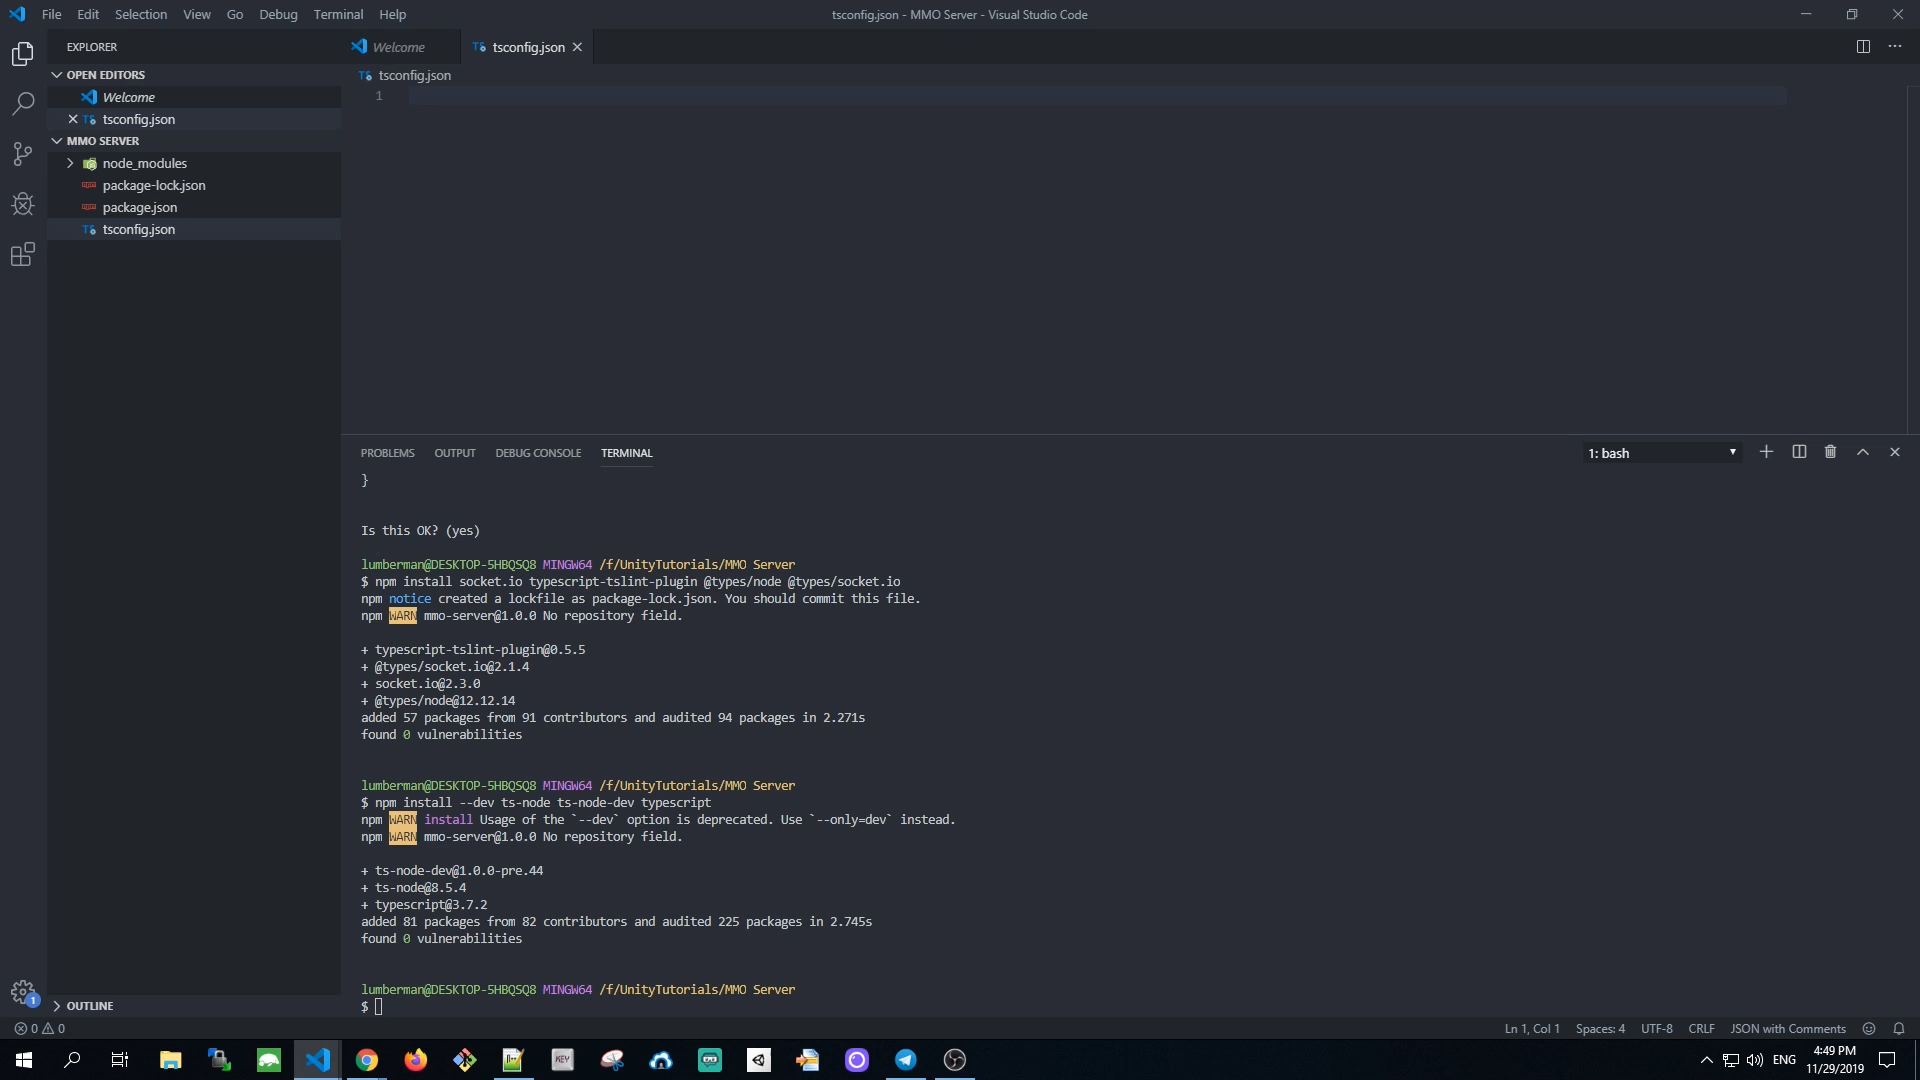 File Edit Selection View Go Debug Terminal Help
tsconfig.json - MMO Server - Visual Studio Code
EXPLORER
Welcome
tsconfig.json
OPEN EDITORS
Welcome
tsconfig.json
MMO SERVER
node_modules
package-lock.json
package.json
tsconfig.json
OUTLINE
tsconfig.json
1
PROBLEMS OUTPUT DEBUG CONSOLE TERMINAL
1: bash
}
Is this OK? (yes)
lumberman@DESKTOP-5HBQSQ8 MINGW64 /f/UnityTutorials/MMO Server
$ npm install socket.io typescript-tslint-plugin @types/node @types/socket.io
npm notice created a lockfile as package-lock.json. You should commit this file.
npm WARN mmo-server@1.0.0 No repository field.
+ typescript-tslint-plugin@0.5.5
+ @types/socket.io@2.1.4
+ socket.io@2.3.0
+ @types/node@12.12.14
added 57 packages from 91 contributors and audited 94 packages in 2.271s
found 0 vulnerabilities
lumberman@DESKTOP-5HBQSQ8 MINGW64 /f/UnityTutorials/MMO Server
$ npm install --dev ts-node ts-node-dev typescript
npm WARN install Usage of the `--dev` option is deprecated. Use `--only=dev` instead.
npm WARN mmo-server@1.0.0 No repository field.
+ ts-node-dev@1.0.0-pre.44
+ ts-node@8.5.4
+ typescript@3.7.2
added 81 packages from 82 contributors and audited 225 packages in 2.745s
found 0 vulnerabilities
lumberman@DESKTOP-5HBQSQ8 MINGW64 /f/UnityTutorials/MMO Server
$
1
0 0
Ln 1, Col 1 Spaces: 4 UTF-8 CRLF JSON with Comments
KEY
ENG
4:49 PM
11/29/2019